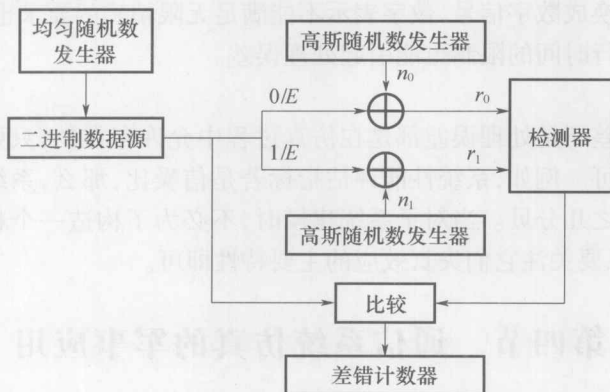 均匀随机数
发生器
高斯随机数发生器
n₀
0/E
r₀
二进制数据源
检测器
1/E
r₁
n₁
高斯随机数发生器
比较
差错计数器